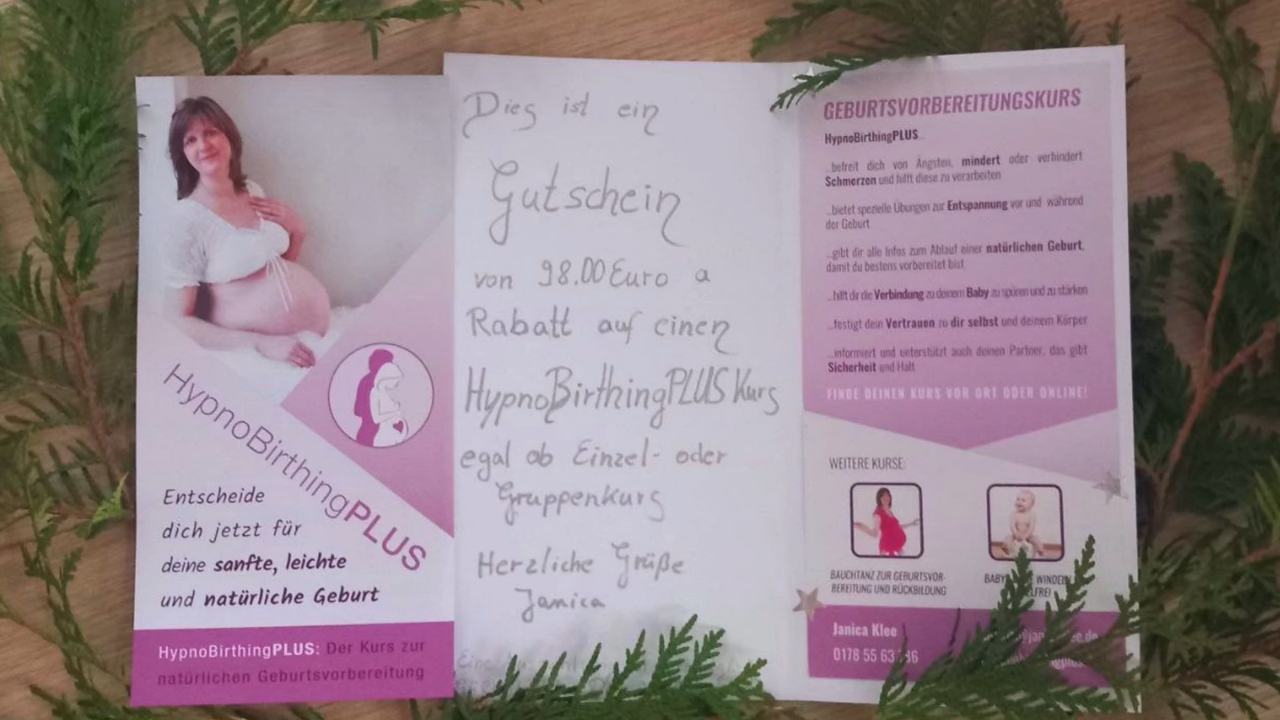 HypnoBirthingPLUS
Entscheide
dich jetzt für
deine sanfte, leichte
und natürliche Geburt
HypnoBirthingPLUS: Der Kurs zur
natürlichen Geburtsvorbereitung
Dies ist ein
Gutschein
von 98.00 Euro a
Rabatt auf einen
HypnoBirthingPLUS Kurs
egal ob Einzel- oder
Gruppenkurs
Herzliche Grüße
Janica
GEBURTSVORBEREITUNGSKURS
HypnoBirthingPLUS...
...befreit dich von Ängsten, mindert oder verhindert
Schmerzen und hilft diese zu verarbeiten
...bietet spezielle Übungen zur Entspannung vor und während
der Geburt
...gibt dir alle Infos zum Ablauf einer natürlichen Geburt,
damit du bestens vorbereitet bist
...hilft dir die Verbindung zu deinem Baby zu spüren und zu stärken
...festigt dein Vertrauen zu dir selbst und deinem Körper
...informiert und unterstützt auch deinen Partner, das gibt
Sicherheit und Halt
FINDE DEINEN KURS VOR ORT ODER ONLINE!
WEITERE KURSE:
BAUCHTANZ ZUR GEBURTSVOR-
BEREITUNG UND RÜCKBILDUNG
BABY WINDEL
Janica Klee
0178 55 63